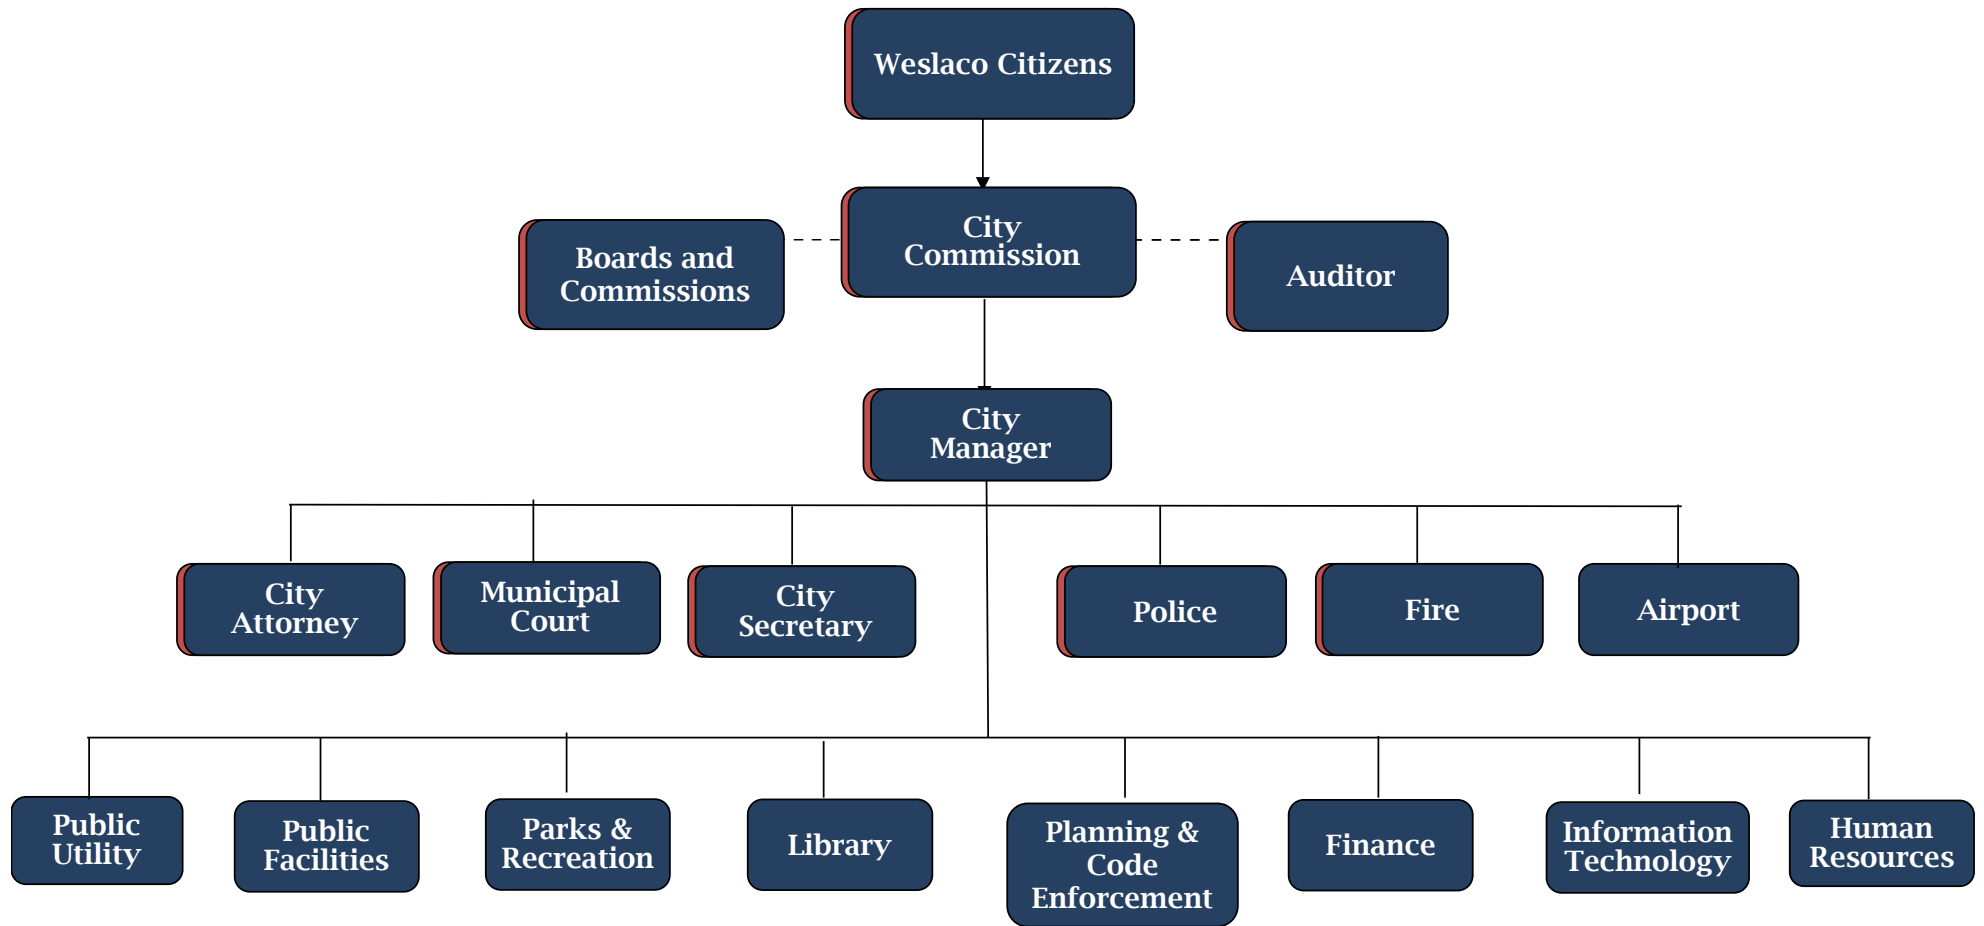 Weslaco Citizens
City
Commission
Boards and
Commissions
Auditor
City
Manager
City
Attorney
Municipal
Court
City
Secretary
Police
Fire
Airport
Public
Utility
Public
Facilities
Parks &
Recreation
Library
Planning &
Code
Enforcement
Finance
Information
Technology
Human
Resources